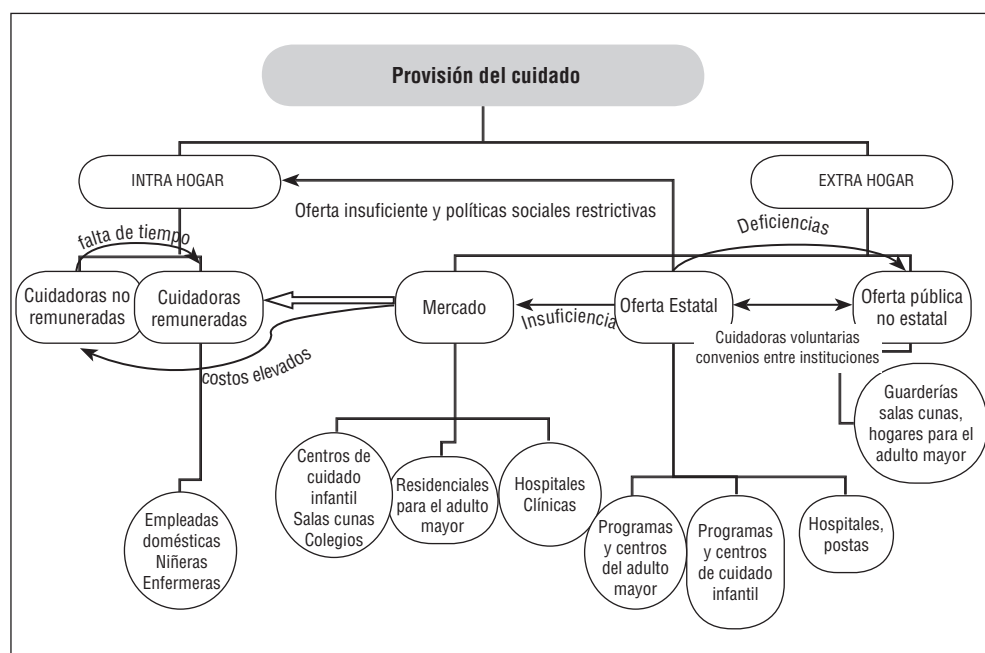 Provisión del cuidado
INTRA HOGAR
EXTRA HOGAR
Oferta insuficiente y políticas sociales restrictivas
falta de tiempo
Deficiencias
Cuidadoras no
remuneradas
Cuidadoras
remuneradas
Mercado
Insuficiencia
Oferta Estatal
Oferta pública
no estatal
Cuidadoras voluntarias
convenios entre instituciones
costos elevados
Guarderías
salas cunas,
hogares para el
adulto mayor
Centros de
cuidado
infantil
Salas cunas
Colegios
Residenciales
para el adulto
mayor
Hospitales
Clínicas
Empleadas
domésticas
Niñeras
Enfermeras
Programas
y centros
del adulto
mayor
Programas
y centros
de cuidado
infantil
Hospitales,
postas